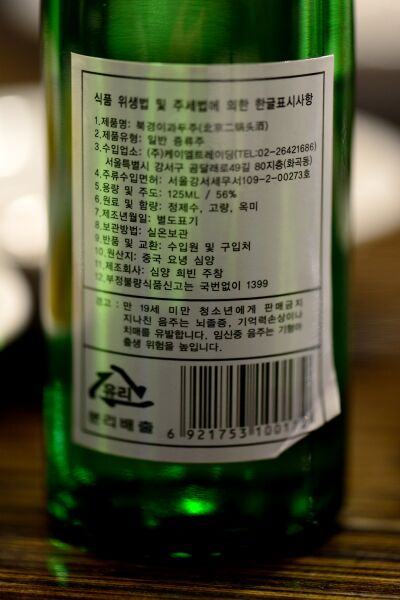 식품 위생법 및 주세법에 의한 한글표시사항
1.제품명: 북경이과두주(北京二锅头酒)
2.제품유형: 일반 증류주
3.수입업소: (주)케이엘트레이딩(TEL:02-26421686)
서울특별시 강서구 곰달래로49길 80지층(화곡동)
4.주류수입면허: 서울강서세무서109-2-00273호
5.용량 및 주도: 125ML / 56%
6.원료 및 함량: 정제수, 고량, 옥미
7.제조년월일: 별도표기
8.보관방법: 실온보관
9.반품 및 교환: 수입원 및 구입처
10.원산지: 중국 요녕 심양
11.제조회사: 심양 희빈 주창
12.부정불량식품신고는 국번없이 1399
경고: 만 19세 미만 청소년에게 판매금지
지나친 음주는 뇌졸중, 기억력손상이나
치매를 유발합니다. 임신중 음주는 기형아
출생 위험을 높입니다.
유리
분리배출
6 921753